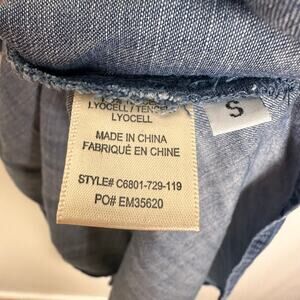 LYOCELL / TENCEL
LYOCELL
MADE IN CHINA
FABRIQUÉ EN CHINE
STYLE# C6801-729-119
PO# EM35620
S